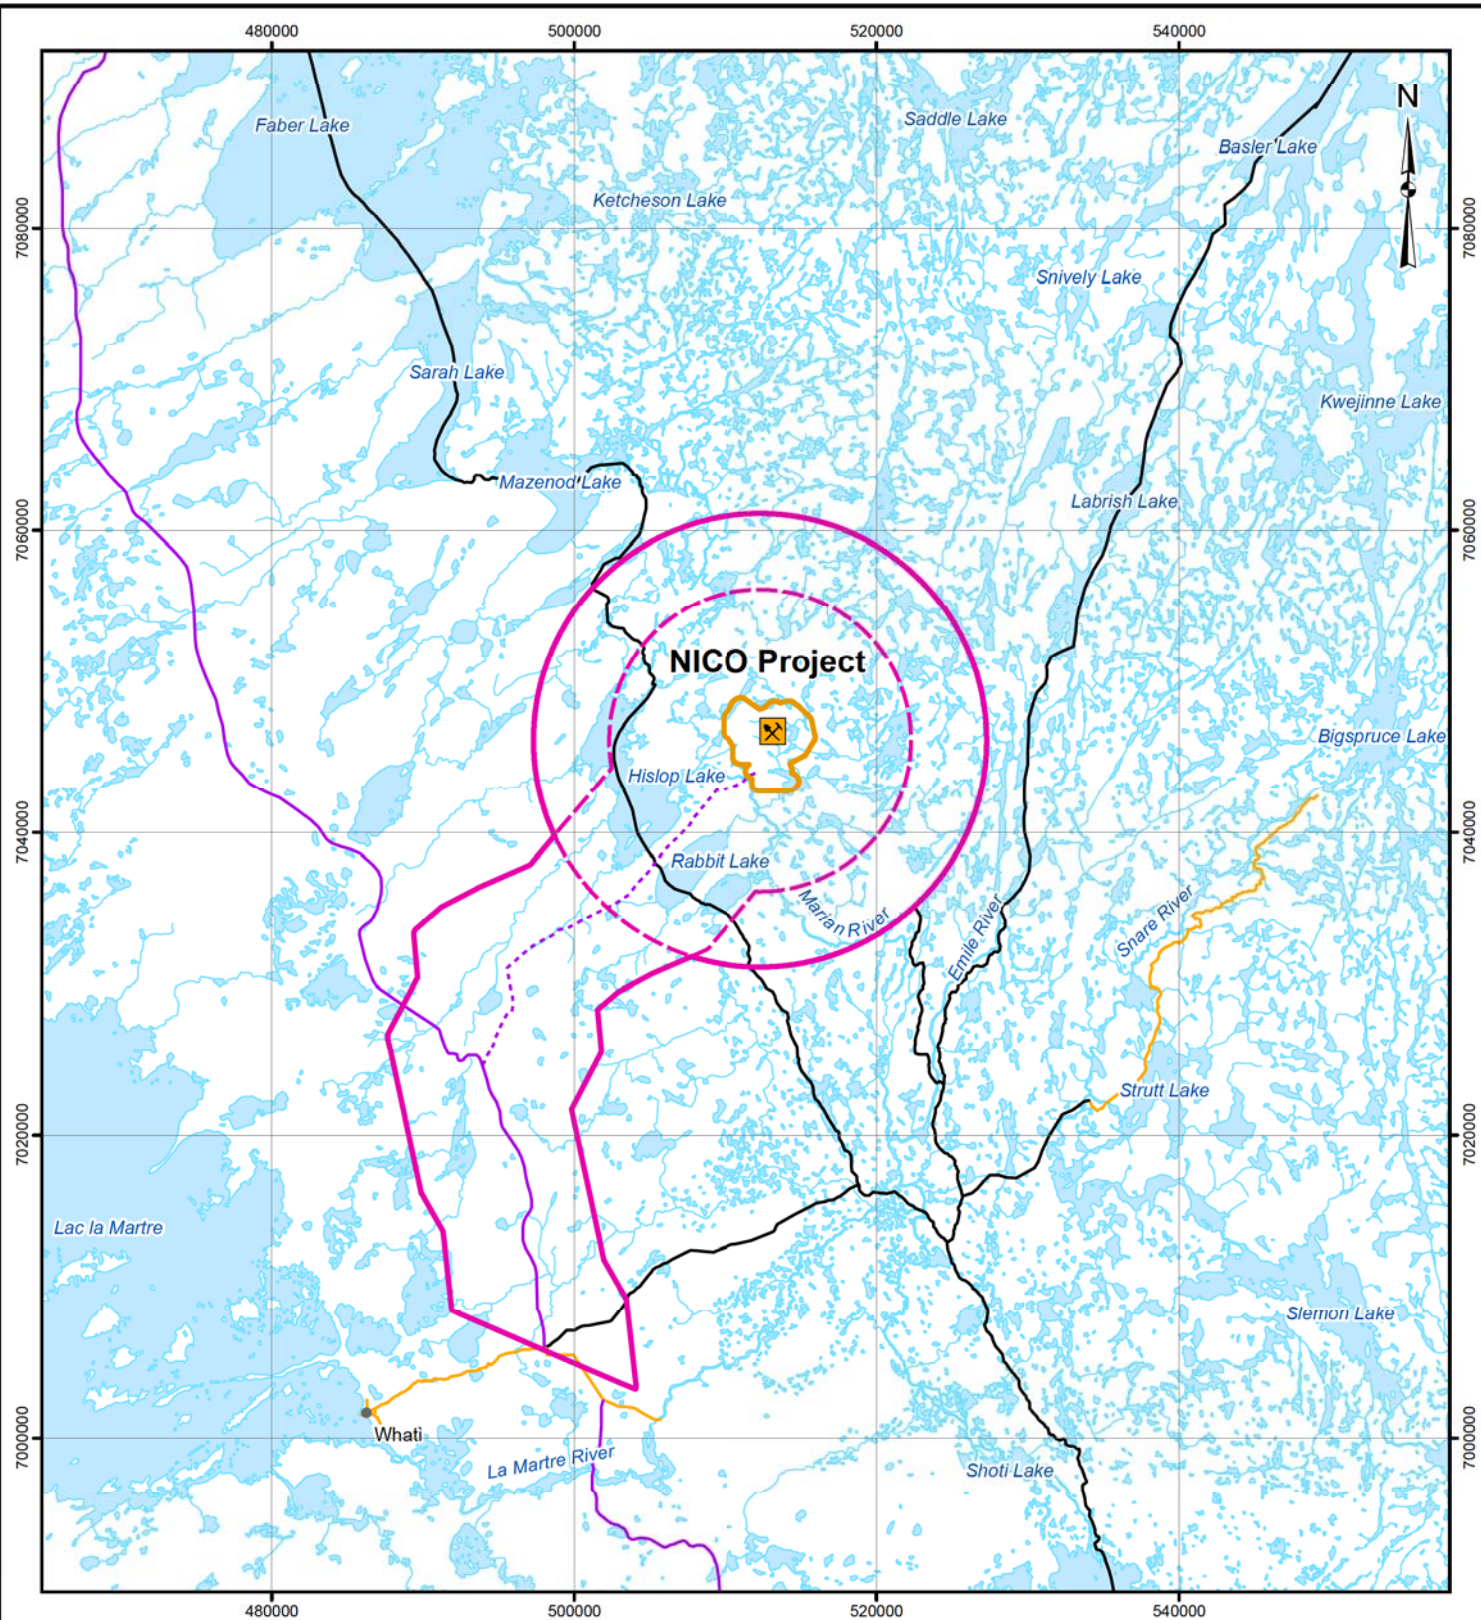 480000
500000
520000
540000
N
Faber Lake
Saddle Lake
Basler Lake
Ketcheson Lake
7080000
7080000
Snively Lake
Sarah Lake
Kwejinne Lake
Mazenod Lake
Labrish Lake
7060000
7060000
NICO Project
Bigspruce Lake
Hislop Lake
7040000
7040000
Rabbit Lake
Marian River
Emile River
Snare River
Strutt Lake
7020000
7020000
Lac la Martre
Slemon Lake
Whatì
7000000
7000000
La Martre River
Shoti Lake
480000
500000
520000
540000